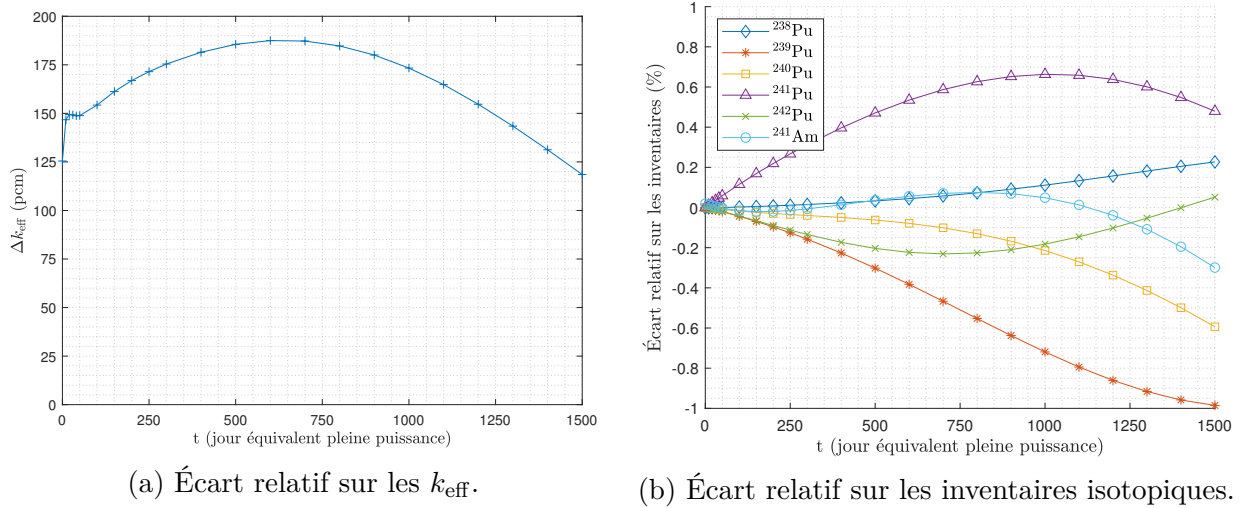 200
175
150
125
100
75
50
25
0
Δk_eff (pcm)
0 250 500 750 1000 1250 1500
t (jour équivalent pleine puissance)
(a) Écart relatif sur les k_eff.
1
0.8
0.6
0.4
0.2
0
-0.2
-0.4
-0.6
-0.8
-1
Écart relatif sur les inventaires (%)
²³⁸Pu
²³⁹Pu
²⁴⁰Pu
²⁴¹Pu
²⁴²Pu
²⁴¹Am
0 250 500 750 1000 1250 1500
t (jour équivalent pleine puissance)
(b) Écart relatif sur les inventaires isotopiques.